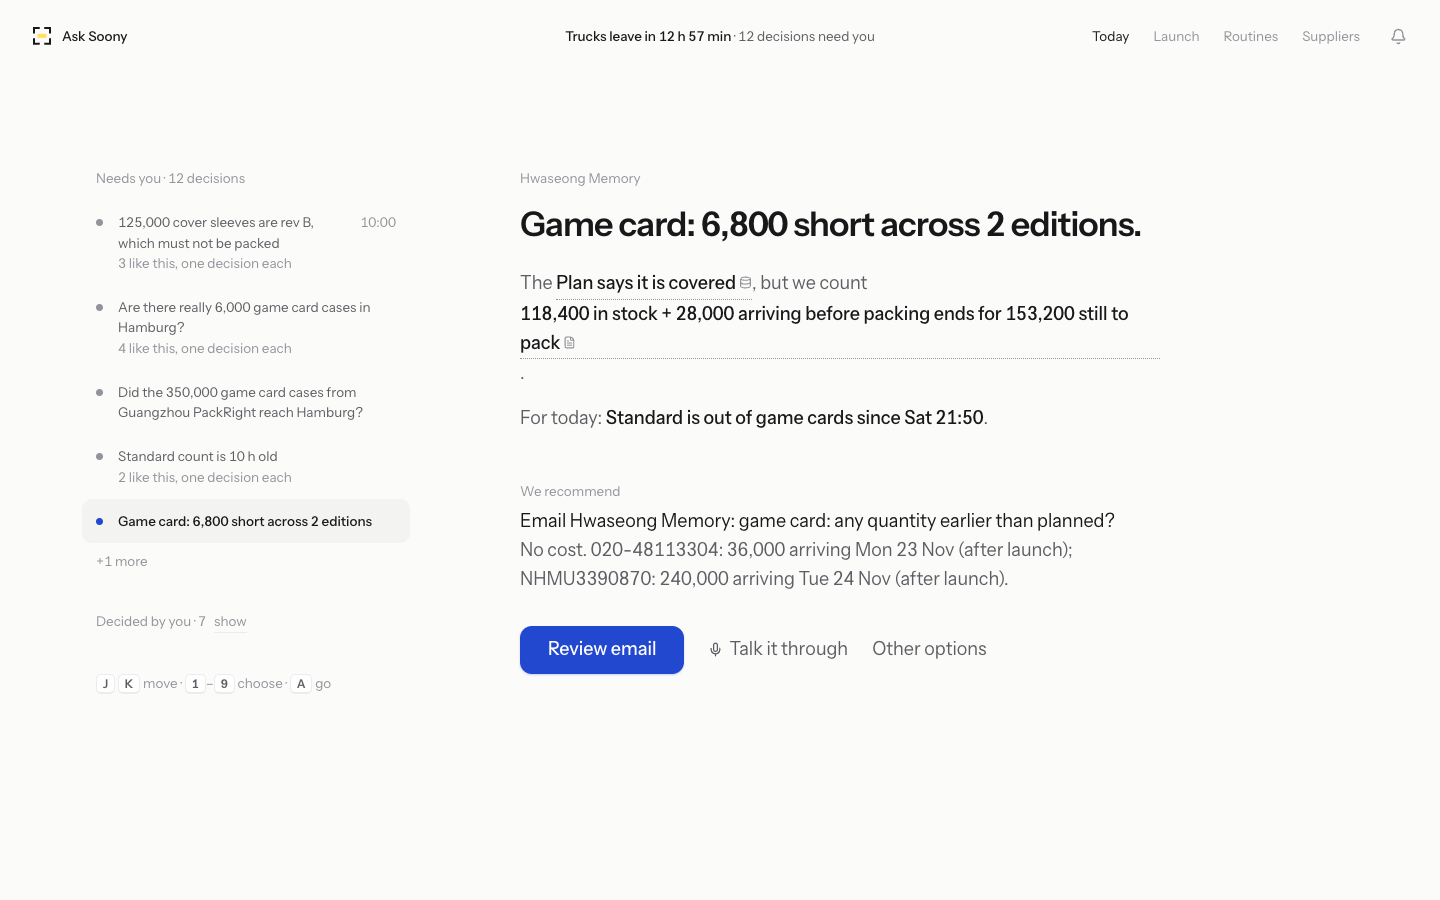 Ask Soony
Trucks leave in 12 h 57 min · 12 decisions need you
Today
Launch
Routines
Suppliers
Needs you · 12 decisions
125,000 cover sleeves are rev B,
which must not be packed
10:00
3 like this, one decision each
Are there really 6,000 game card cases in
Hamburg?
4 like this, one decision each
Did the 350,000 game card cases from
Guangzhou PackRight reach Hamburg?
Standard count is 10 h old
2 like this, one decision each
Game card: 6,800 short across 2 editions
+1 more
Decided by you · 7 show
J K move · 1–9 choose · A go
Hwaseong Memory
Game card: 6,800 short across 2 editions.
The Plan says it is covered , but we count
118,400 in stock + 28,000 arriving before packing ends for 153,200 still to
pack
.
For today: Standard is out of game cards since Sat 21:50.
We recommend
Email Hwaseong Memory: game card: any quantity earlier than planned?
No cost. 020-48113304: 36,000 arriving Mon 23 Nov (after launch);
NHMU3390870: 240,000 arriving Tue 24 Nov (after launch).
Review email
Talk it through
Other options